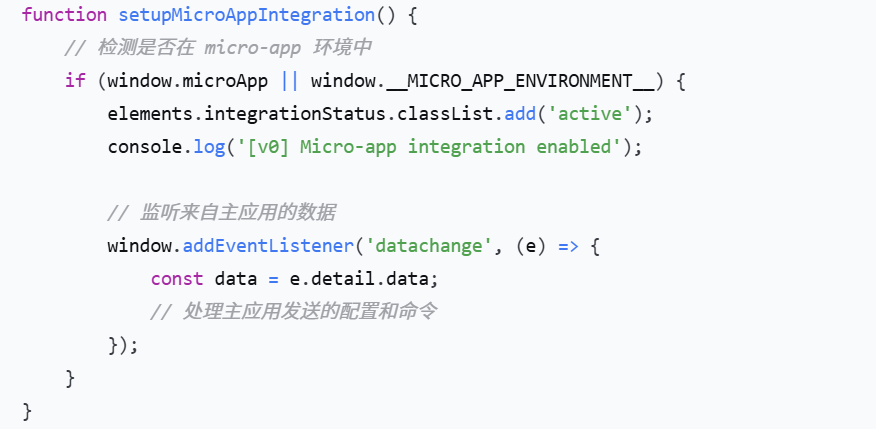 function setupMicroAppIntegration() {
    // 检测是否在 micro-app 环境中
    if (window.microApp || window.__MICRO_APP_ENVIRONMENT__) {
        elements.integrationStatus.classList.add('active');
        console.log('[v0] Micro-app integration enabled');

        // 监听来自主应用的数据
        window.addEventListener('datachange', (e) => {
            const data = e.detail.data;
            // 处理主应用发送的配置和命令
        });
    }
}